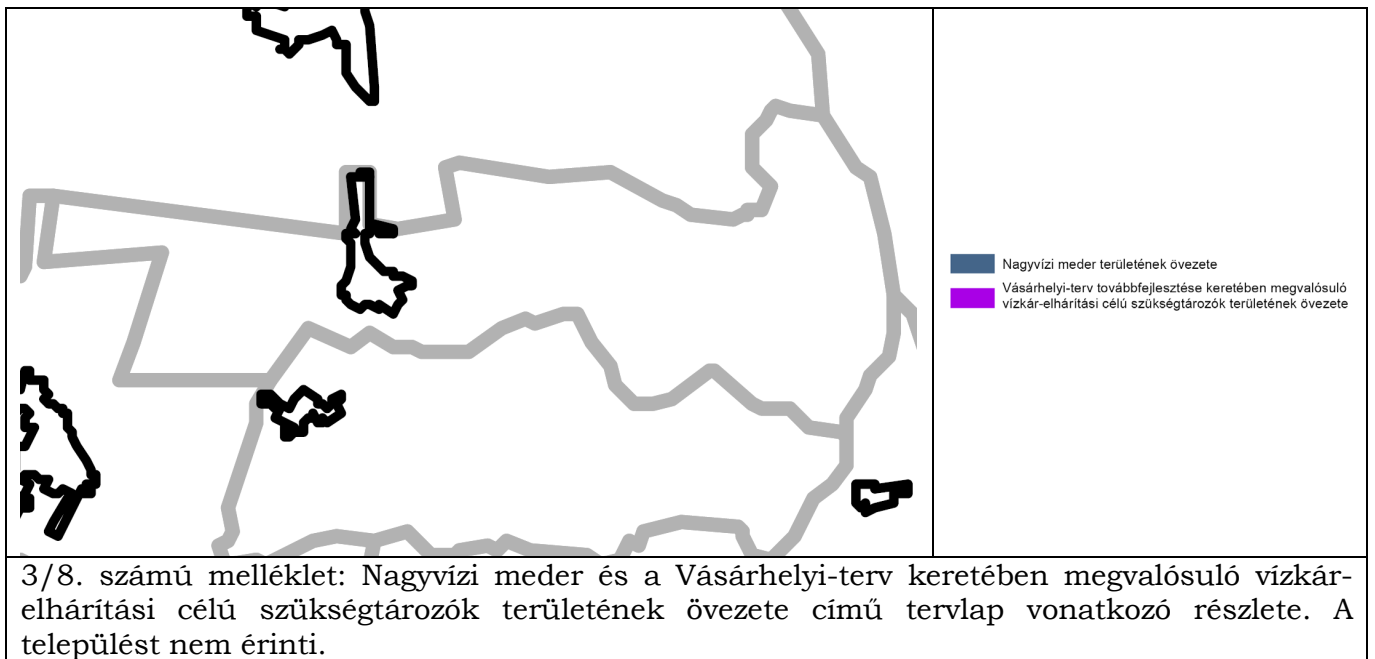 Nagyvízi meder területének övezete
Vásárhelyi-terv továbbfejlesztése keretében megvalósuló
vízkár-elhárítási célú szükségtározók területének övezete
3/8. számú melléklet: Nagyvízi meder és a Vásárhelyi-terv keretében megvalósuló vízkár-
elhárítási célú szükségtározók területének övezete című tervlap vonatkozó részlete. A
települést nem érinti.